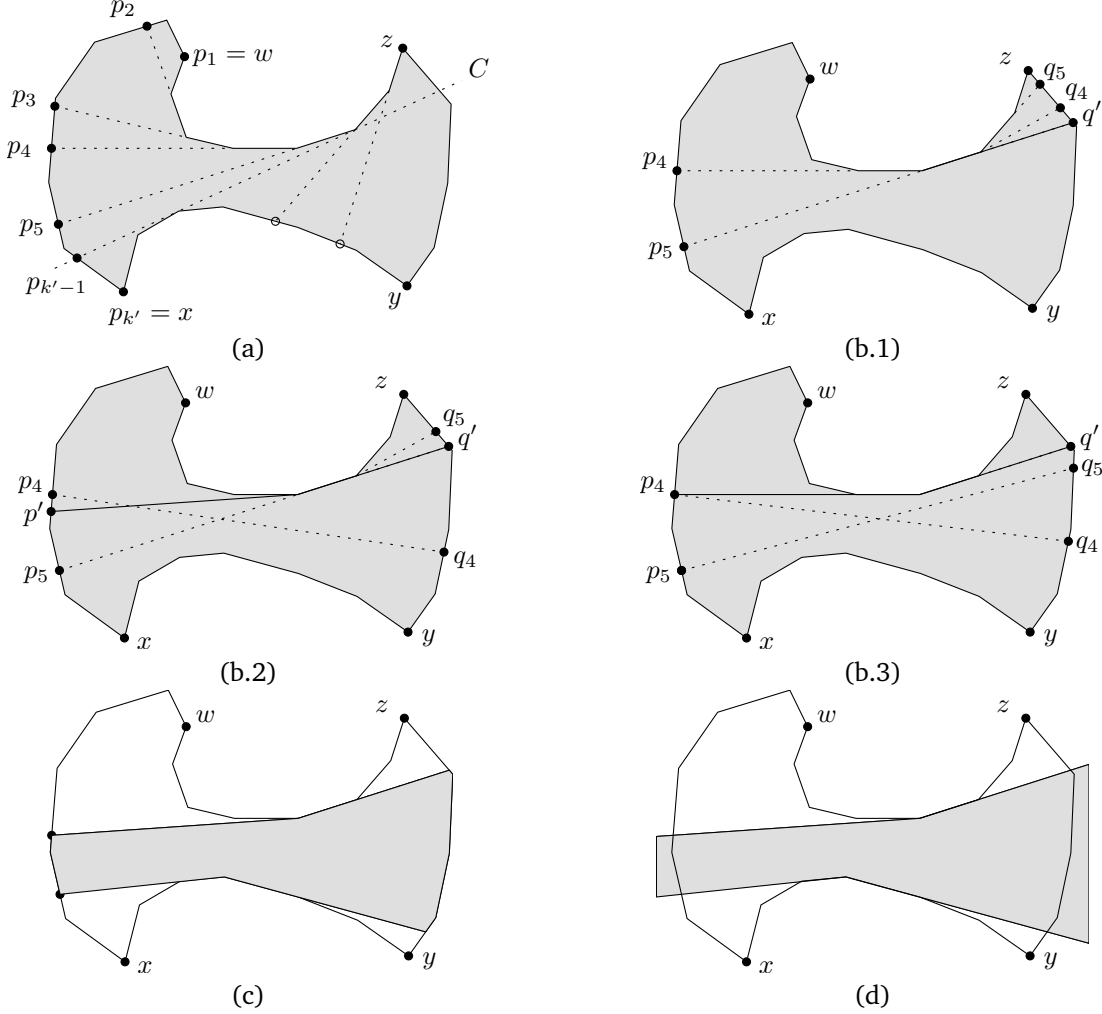 p₂
z
p₁ = w
C
p₃
p₄
p₅
pₖ′₋₁
pₖ′ = x
y
(a)
w
z
q₅
q₄
q′
p₄
p₅
x
y
(b.1)
w
z
q₅
q′
p₄
p′
p₅
q₄
x
y
(b.2)
w
z
q′
q₅
p₄
p₅
q₄
x
y
(b.3)
w
z
x
y
(c)
w
z
x
y
(d)